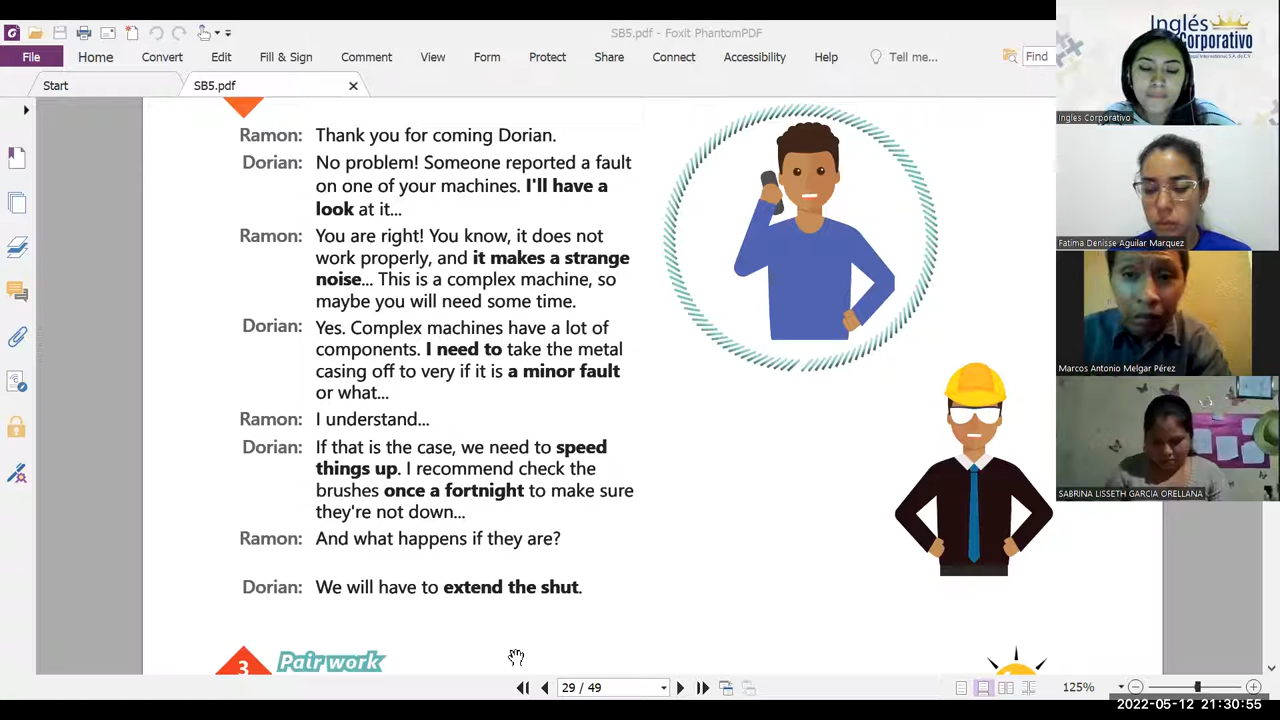 SB5.pdf - Foxit PhantomPDF
File Home Convert Edit Fill & Sign Comment View Form Protect Share Connect Accessibility Help Tell me... Find
Start SB5.pdf
Ramon: Thank you for coming Dorian.
Dorian: No problem! Someone reported a fault
on one of your machines. I'll have a
look at it...
Ramon: You are right! You know, it does not
work properly, and it makes a strange
noise... This is a complex machine, so
maybe you will need some time.
Dorian: Yes. Complex machines have a lot of
components. I need to take the metal
casing off to very if it is a minor fault
or what...
Ramon: I understand...
Dorian: If that is the case, we need to speed
things up. I recommend check the
brushes once a fortnight to make sure
they're not down...
Ramon: And what happens if they are?
Dorian: We will have to extend the shut.
3 Pair work
29 / 49
125%
Inglés
Corporativo
Ingles Corporativo
Fatima Denisse Aguilar Marquez
Marcos Antonio Melgar Pérez
SABRINA LISSETH GARCIA ORELLANA
2022-05-12 21:30:55